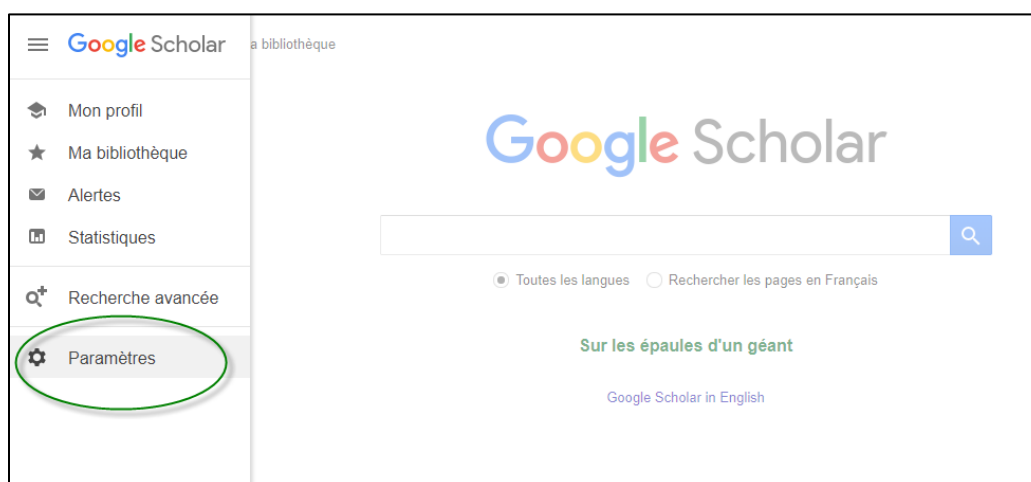 Google Scholar
a bibliothèque
Mon profil
Ma bibliothèque
Alertes
Statistiques
Recherche avancée
Paramètres
Google Scholar
Toutes les langues Rechercher les pages en Français
Sur les épaules d'un géant
Google Scholar in English